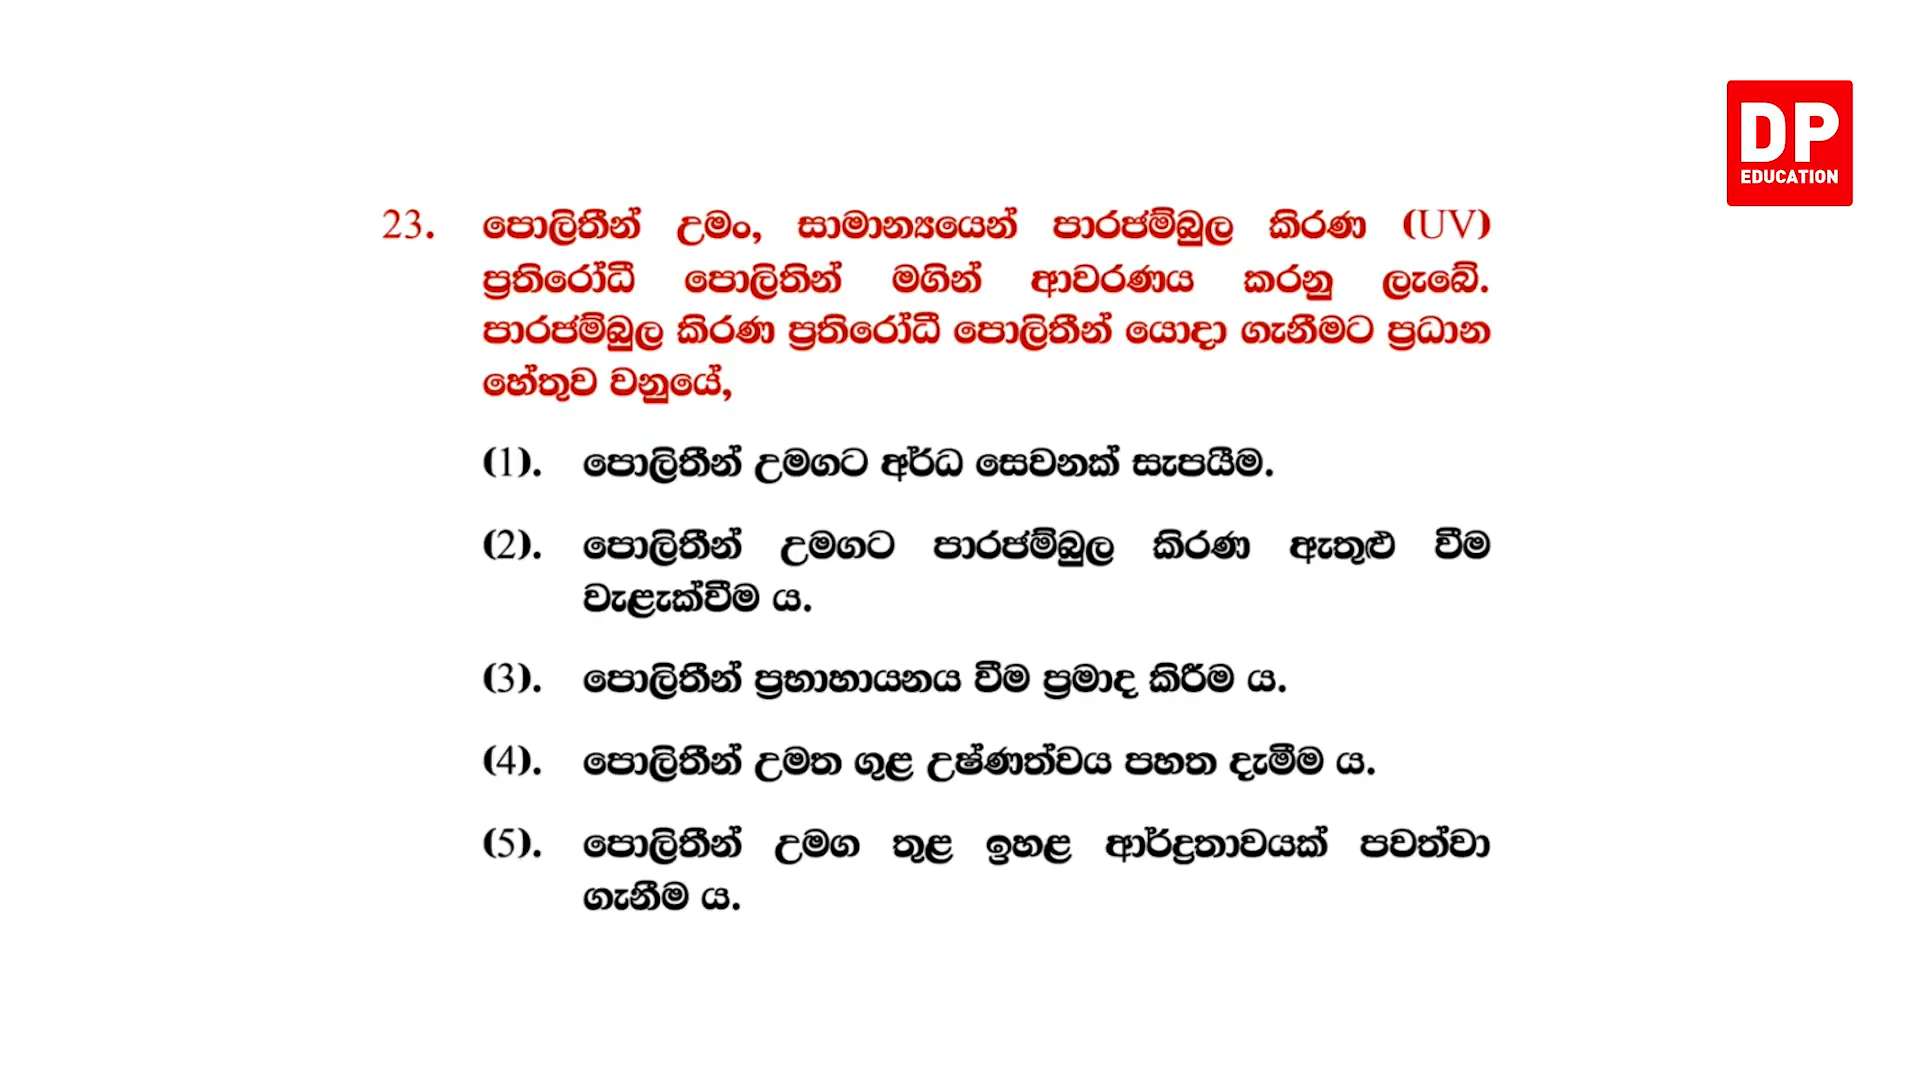 DP
EDUCATION
23. පොලිතීන් උමං, සාමාන්‍යයෙන් පාරජම්බුල කිරණ (UV)
ප්‍රතිරෝධී පොලිතින් මගින් ආවරණය කරනු ලැබේ.
පාරජම්බුල කිරණ ප්‍රතිරෝධී පොලිතීන් යොදා ගැනීමට ප්‍රධාන
හේතුව වනුයේ,
(1). පොලිතීන් උමගට අර්ධ සෙවනක් සැපයීම.
(2). පොලිතීන් උමගට පාරජම්බුල කිරණ ඇතුළු වීම
වැළැක්වීම ය.
(3). පොලිතීන් ප්‍රභාහායනය වීම ප්‍රමාද කිරීම ය.
(4). පොලිතීන් උමත ගුළ උෂ්ණත්වය පහත දැමීම ය.
(5). පොලිතීන් උමග තුළ ඉහළ ආර්ද්‍රතාවයක් පවත්වා
ගැනීම ය.